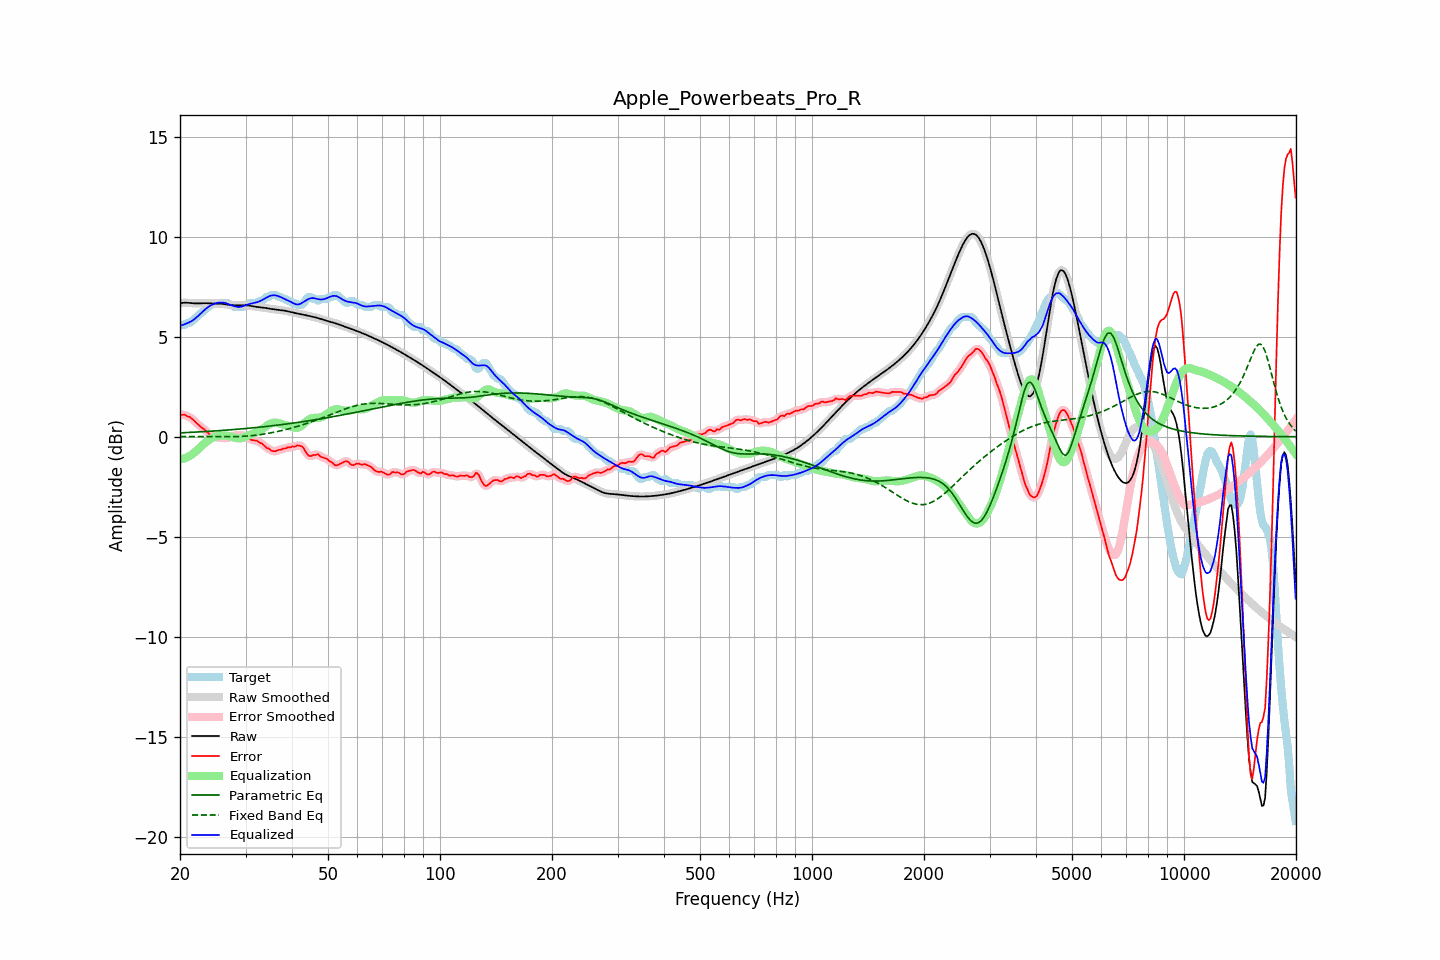 Apple_Powerbeats_Pro_R
15
10
5
0
−5
−10
−15
−20
Amplitude (dBr)
Target
Raw Smoothed
Error Smoothed
Raw
Error
Equalization
Parametric Eq
Fixed Band Eq
Equalized
20
50
100
200
500
1000
2000
5000
10000
20000
Frequency (Hz)